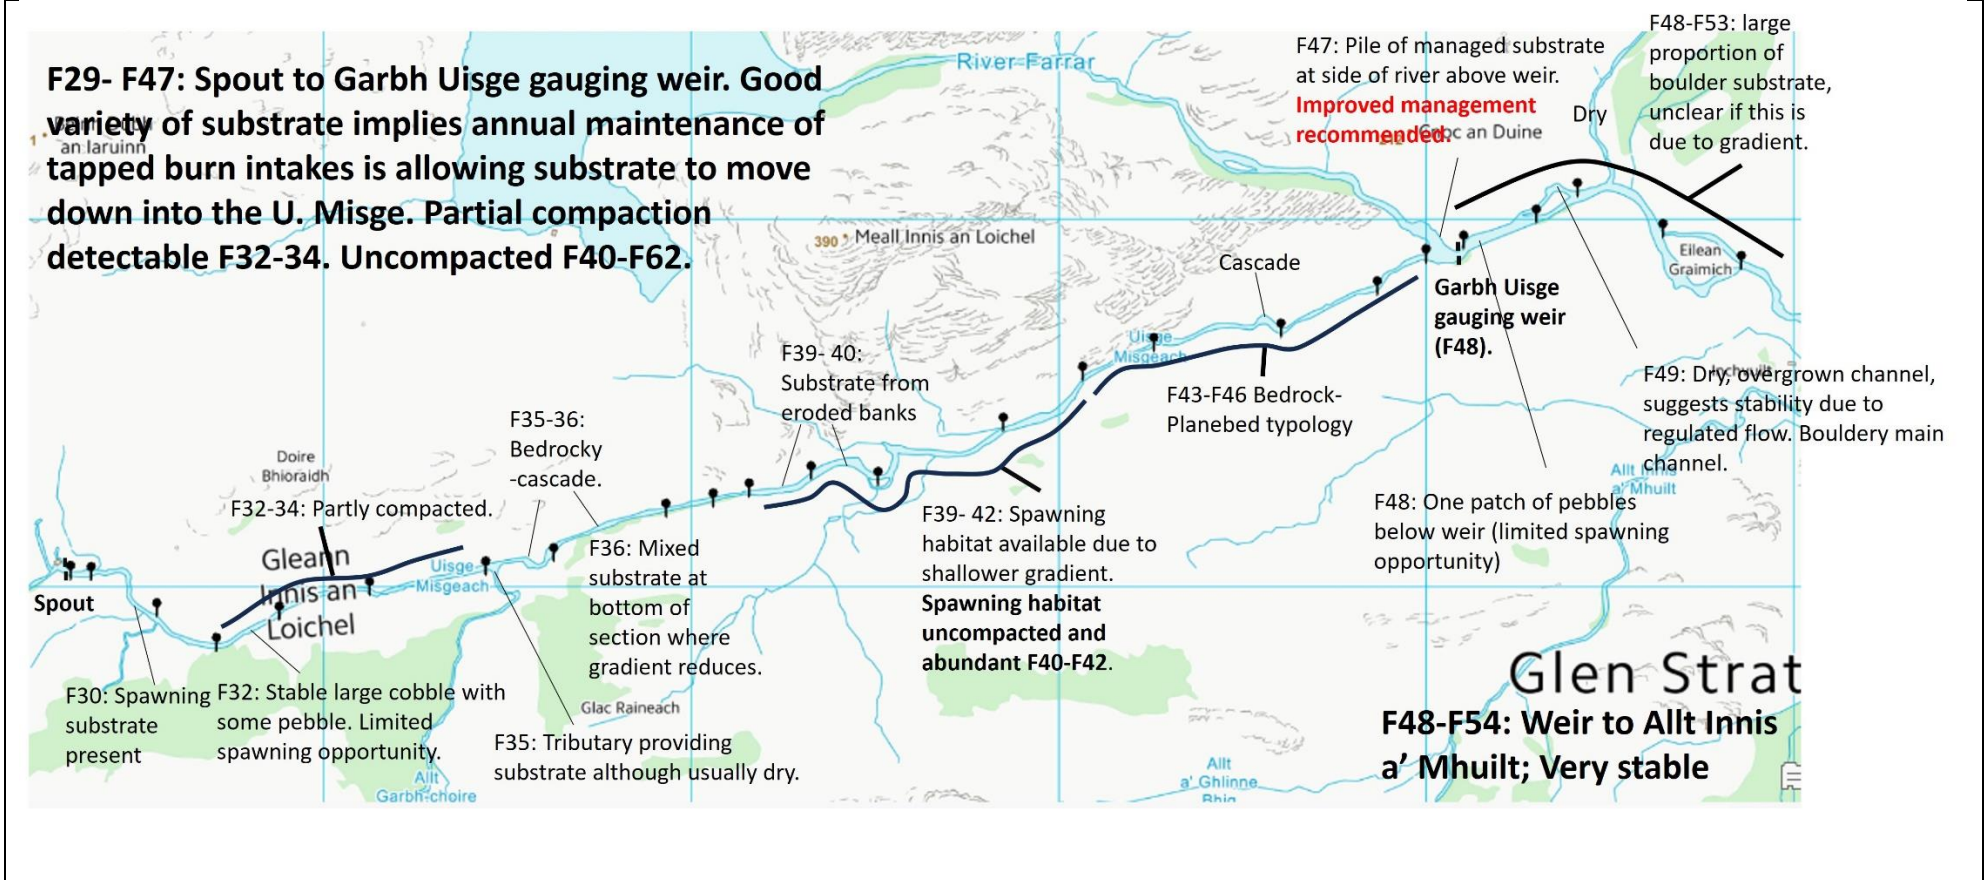 F29- F47: Spout to Garbh Uisge gauging weir. Good
variety of substrate implies annual maintenance of
tapped burn intakes is allowing substrate to move
down into the U. Misge. Partial compaction
detectable F32-34. Uncompacted F40-F62.
an Iaruinn
River Farrar
F47: Pile of managed substrate
at side of river above weir.
Improved management
recommended.
Cnoc an Duine
Dry
F48-F53: large
proportion of
boulder substrate,
unclear if this is
due to gradient.
390
Meall Innis an Loichel
Cascade
Eilean
Graimich
Garbh Uisge
gauging weir
(F48).
Uisge
Misgeach
F39- 40:
Substrate from
eroded banks
F43-F46 Bedrock-
Planebed typology
F49: Dry, overgrown channel,
suggests stability due to
regulated flow. Bouldery main
channel.
F35-36:
Bedrocky
-cascade.
Doire
Bhioraidh
F32-34: Partly compacted.
Allt Innis
a' Mhuilt
F48: One patch of pebbles
below weir (limited spawning
opportunity)
F39- 42: Spawning
habitat available due to
shallower gradient.
Spawning habitat
uncompacted and
abundant F40-F42.
F36: Mixed
substrate at
bottom of
section where
gradient reduces.
Gleann
Innis an
Loichel
Uisge
Misgeach
Spout
F30: Spawning
substrate
present
F32: Stable large cobble with
some pebble. Limited
spawning opportunity.
Glac Raineach
F35: Tributary providing
substrate although usually dry.
Glen Strat
F48-F54: Weir to Allt Innis
a’ Mhuilt; Very stable
Allt
Garbh-choire
Allt
a' Ghlinne
Bhig